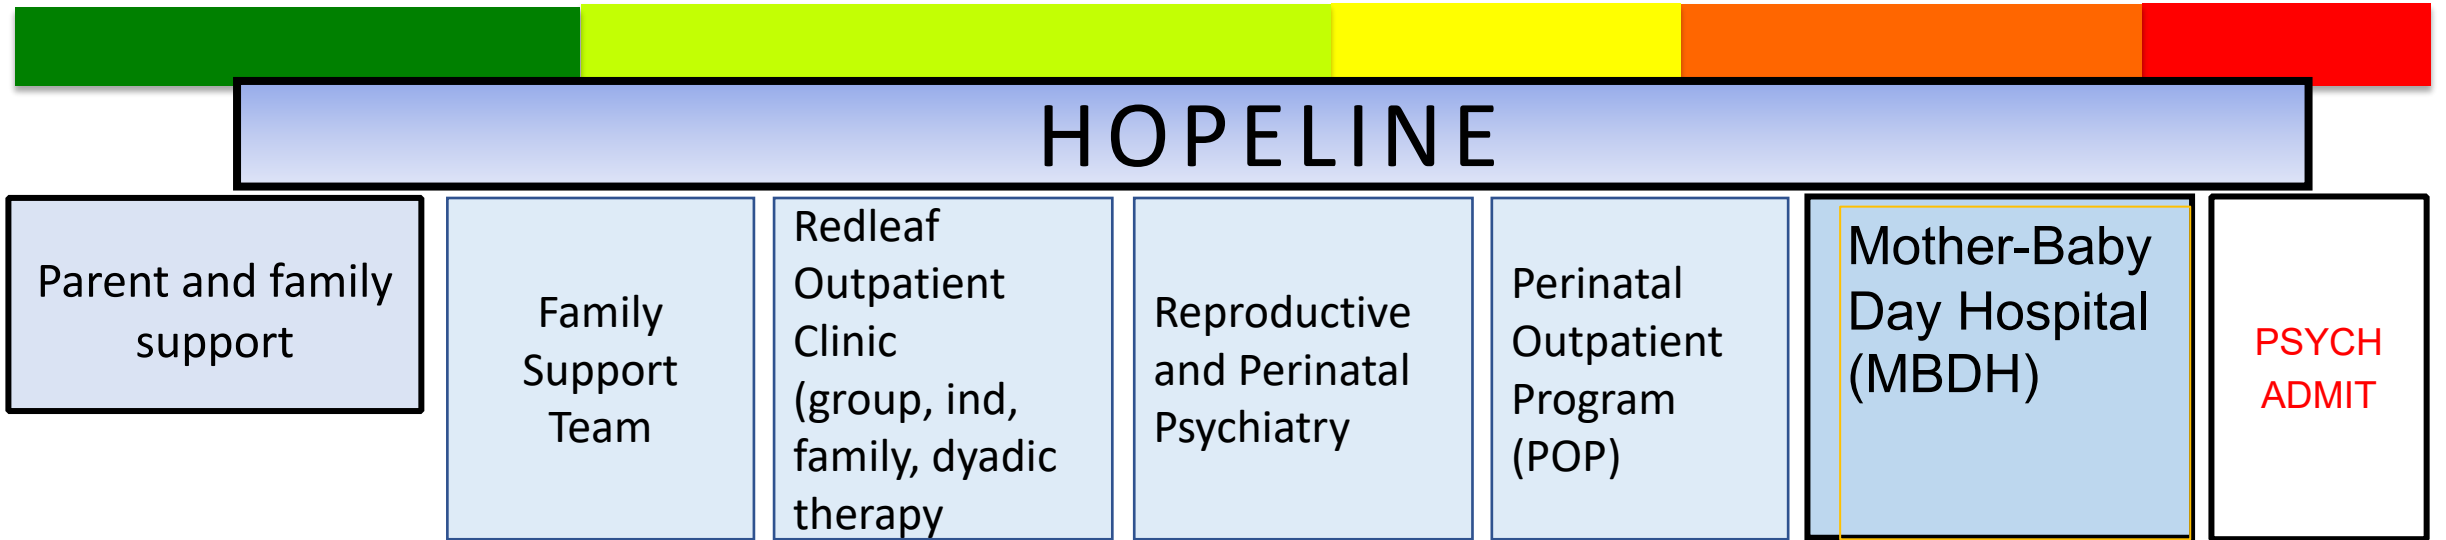 HOPELINE
Parent and family
support
Family
Support
Team
Redleaf
Outpatient
Clinic
(group, ind,
family, dyadic
therapy
Reproductive
and Perinatal
Psychiatry
Perinatal
Outpatient
Program
(POP)
Mother-Baby
Day Hospital
(MBDH)
PSYCH
ADMIT